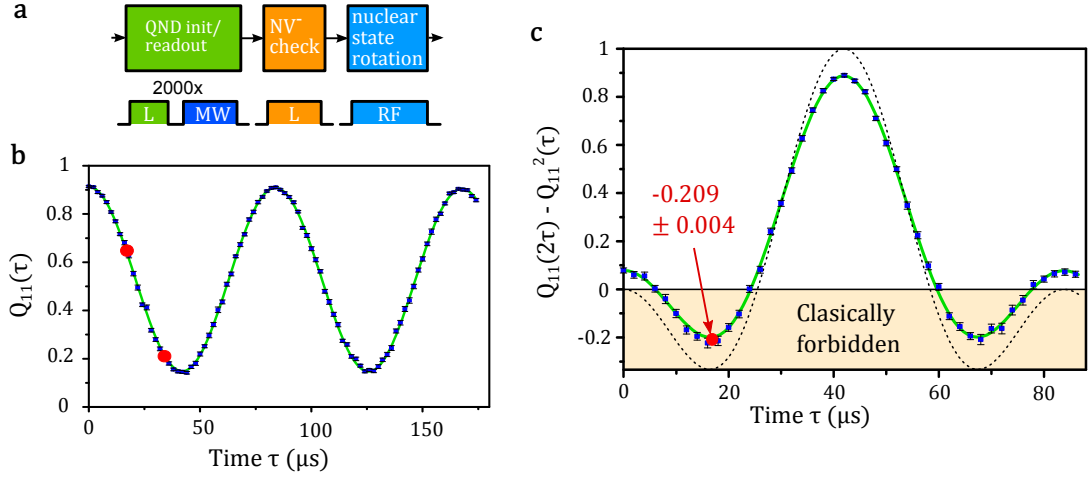 a
QND init/
readout
NV⁻
check
nuclear
state
rotation
2000x
L
MW
L
RF
b
1
0.8
0.6
0.4
0.2
0
Q₁₁(τ)
0
50
100
150
Time τ (μs)
c
1
0.8
0.6
0.4
0.2
0
-0.2
Q₁₁(2τ) - Q₁₁²(τ)
-0.209
± 0.004
Clasically
forbidden
0
20
40
60
80
Time τ (μs)